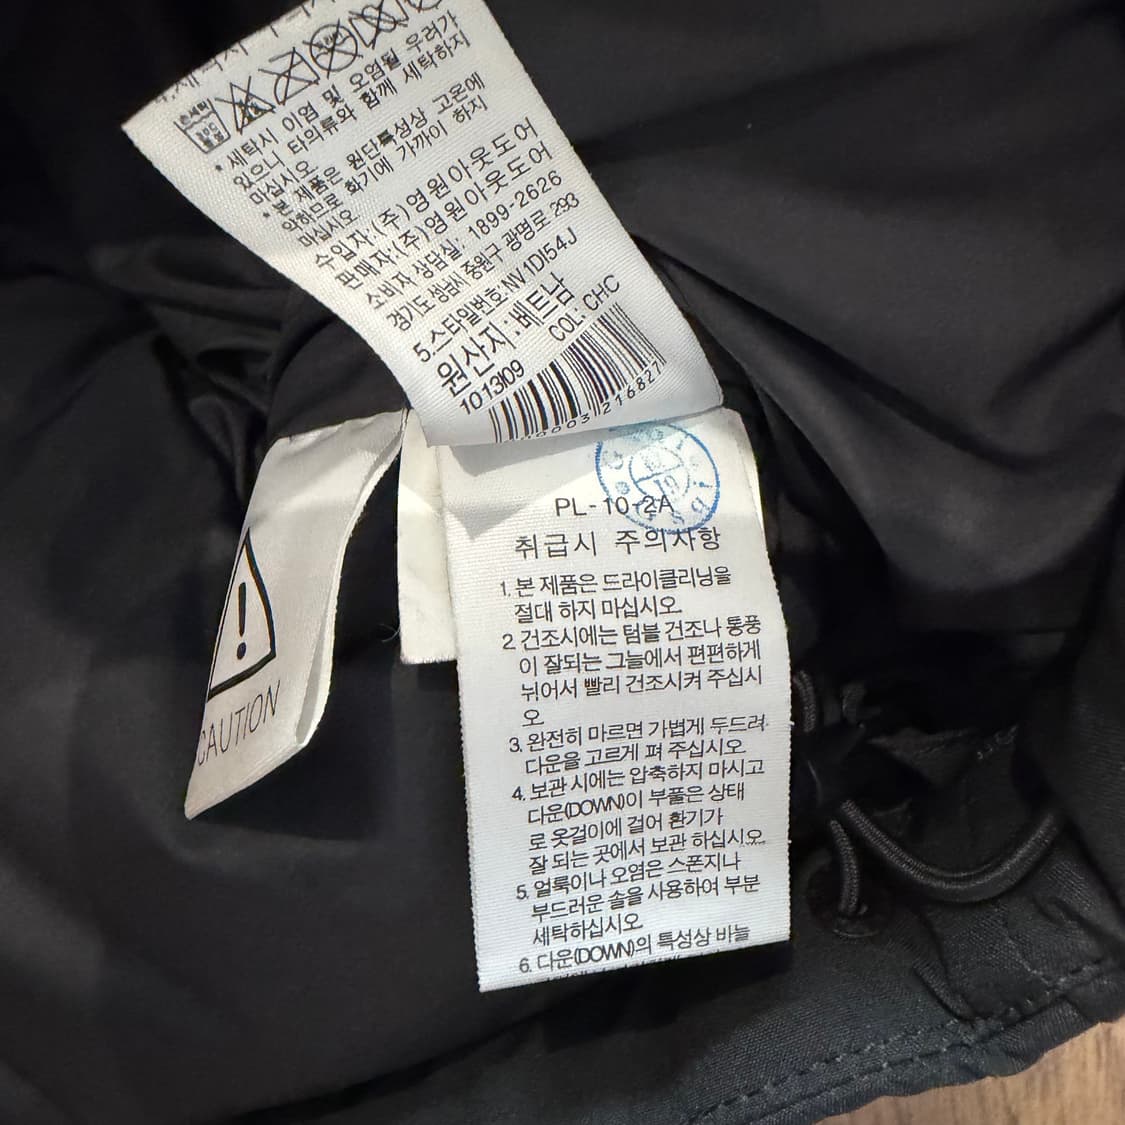 손세탁
30℃
중성
* 세탁시 이염 및 오염될 우려가
있으니 타의류와 함께 세탁하지
마십시오
* 본 제품은 원단특성상 고온에
약하므로 화기에 가까이 하지
마십시오
수입자:(주)영원아웃도어
판매자:(주)영원아웃도어
소비자 상담실: 1899-2626
경기도 성남시 중원구 광명로 293
5.스타일번호:NV1DI54J
원산지:베트남
101309 COL: CHC
0003 216827
CAUTION
PL-10-2A
취급시 주의사항
1. 본 제품은 드라이클리닝을
절대 하지 마십시오.
2. 건조시에는 텀블 건조나 통풍
이 잘되는 그늘에서 편편하게
뉘어서 빨리 건조시켜 주십시
오.
3. 완전히 마르면 가볍게 두드려
다운을 고르게 펴 주십시오
4. 보관 시에는 압축하지 마시고
다운(DOWN)이 부풀은 상태
로 옷걸이에 걸어 환기가
잘 되는 곳에서 보관 하십시오.
5. 얼룩이나 오염은 스폰지나
부드러운 솔을 사용하여 부분
세탁하십시오.
6. 다운(DOWN)의 특성상 바늘